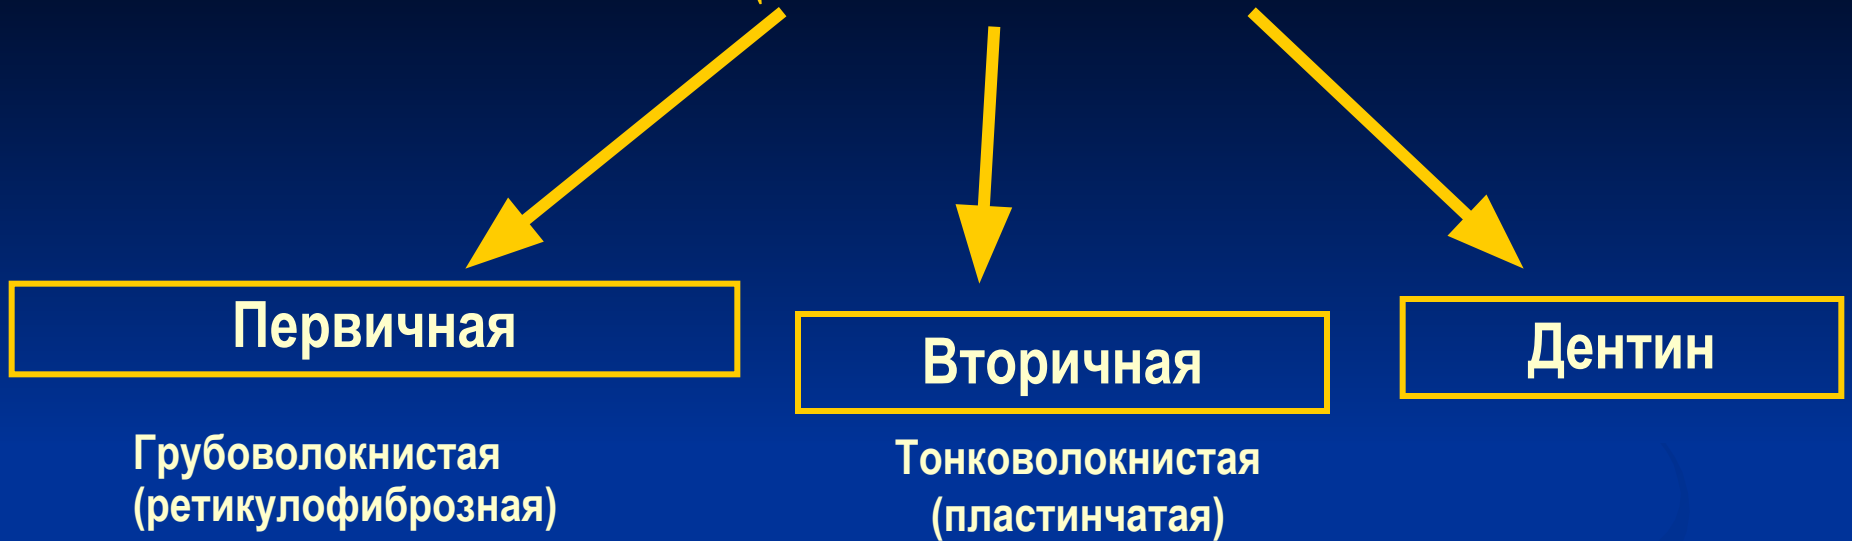 Первичная
Вторичная
Дентин
Грубоволокнистая
(ретикулофиброзная)
Тонковолокнистая
(пластинчатая)